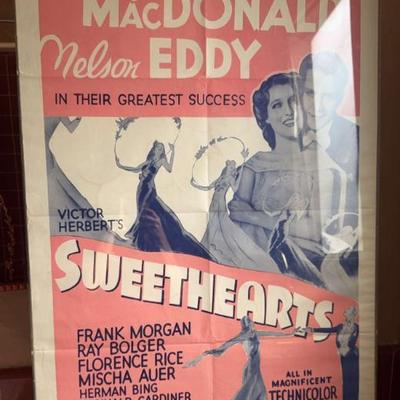 MACDONALD
Nelson EDDY
IN THEIR GREATEST SUCCESS
VICTOR
HERBERT'S
SWEETHEARTS
FRANK MORGAN
RAY BOLGER
FLORENCE RICE
MISCHA AUER
HERMAN BING
GARDINER
ALL IN
MAGNIFICENT
TECHNICOLOR